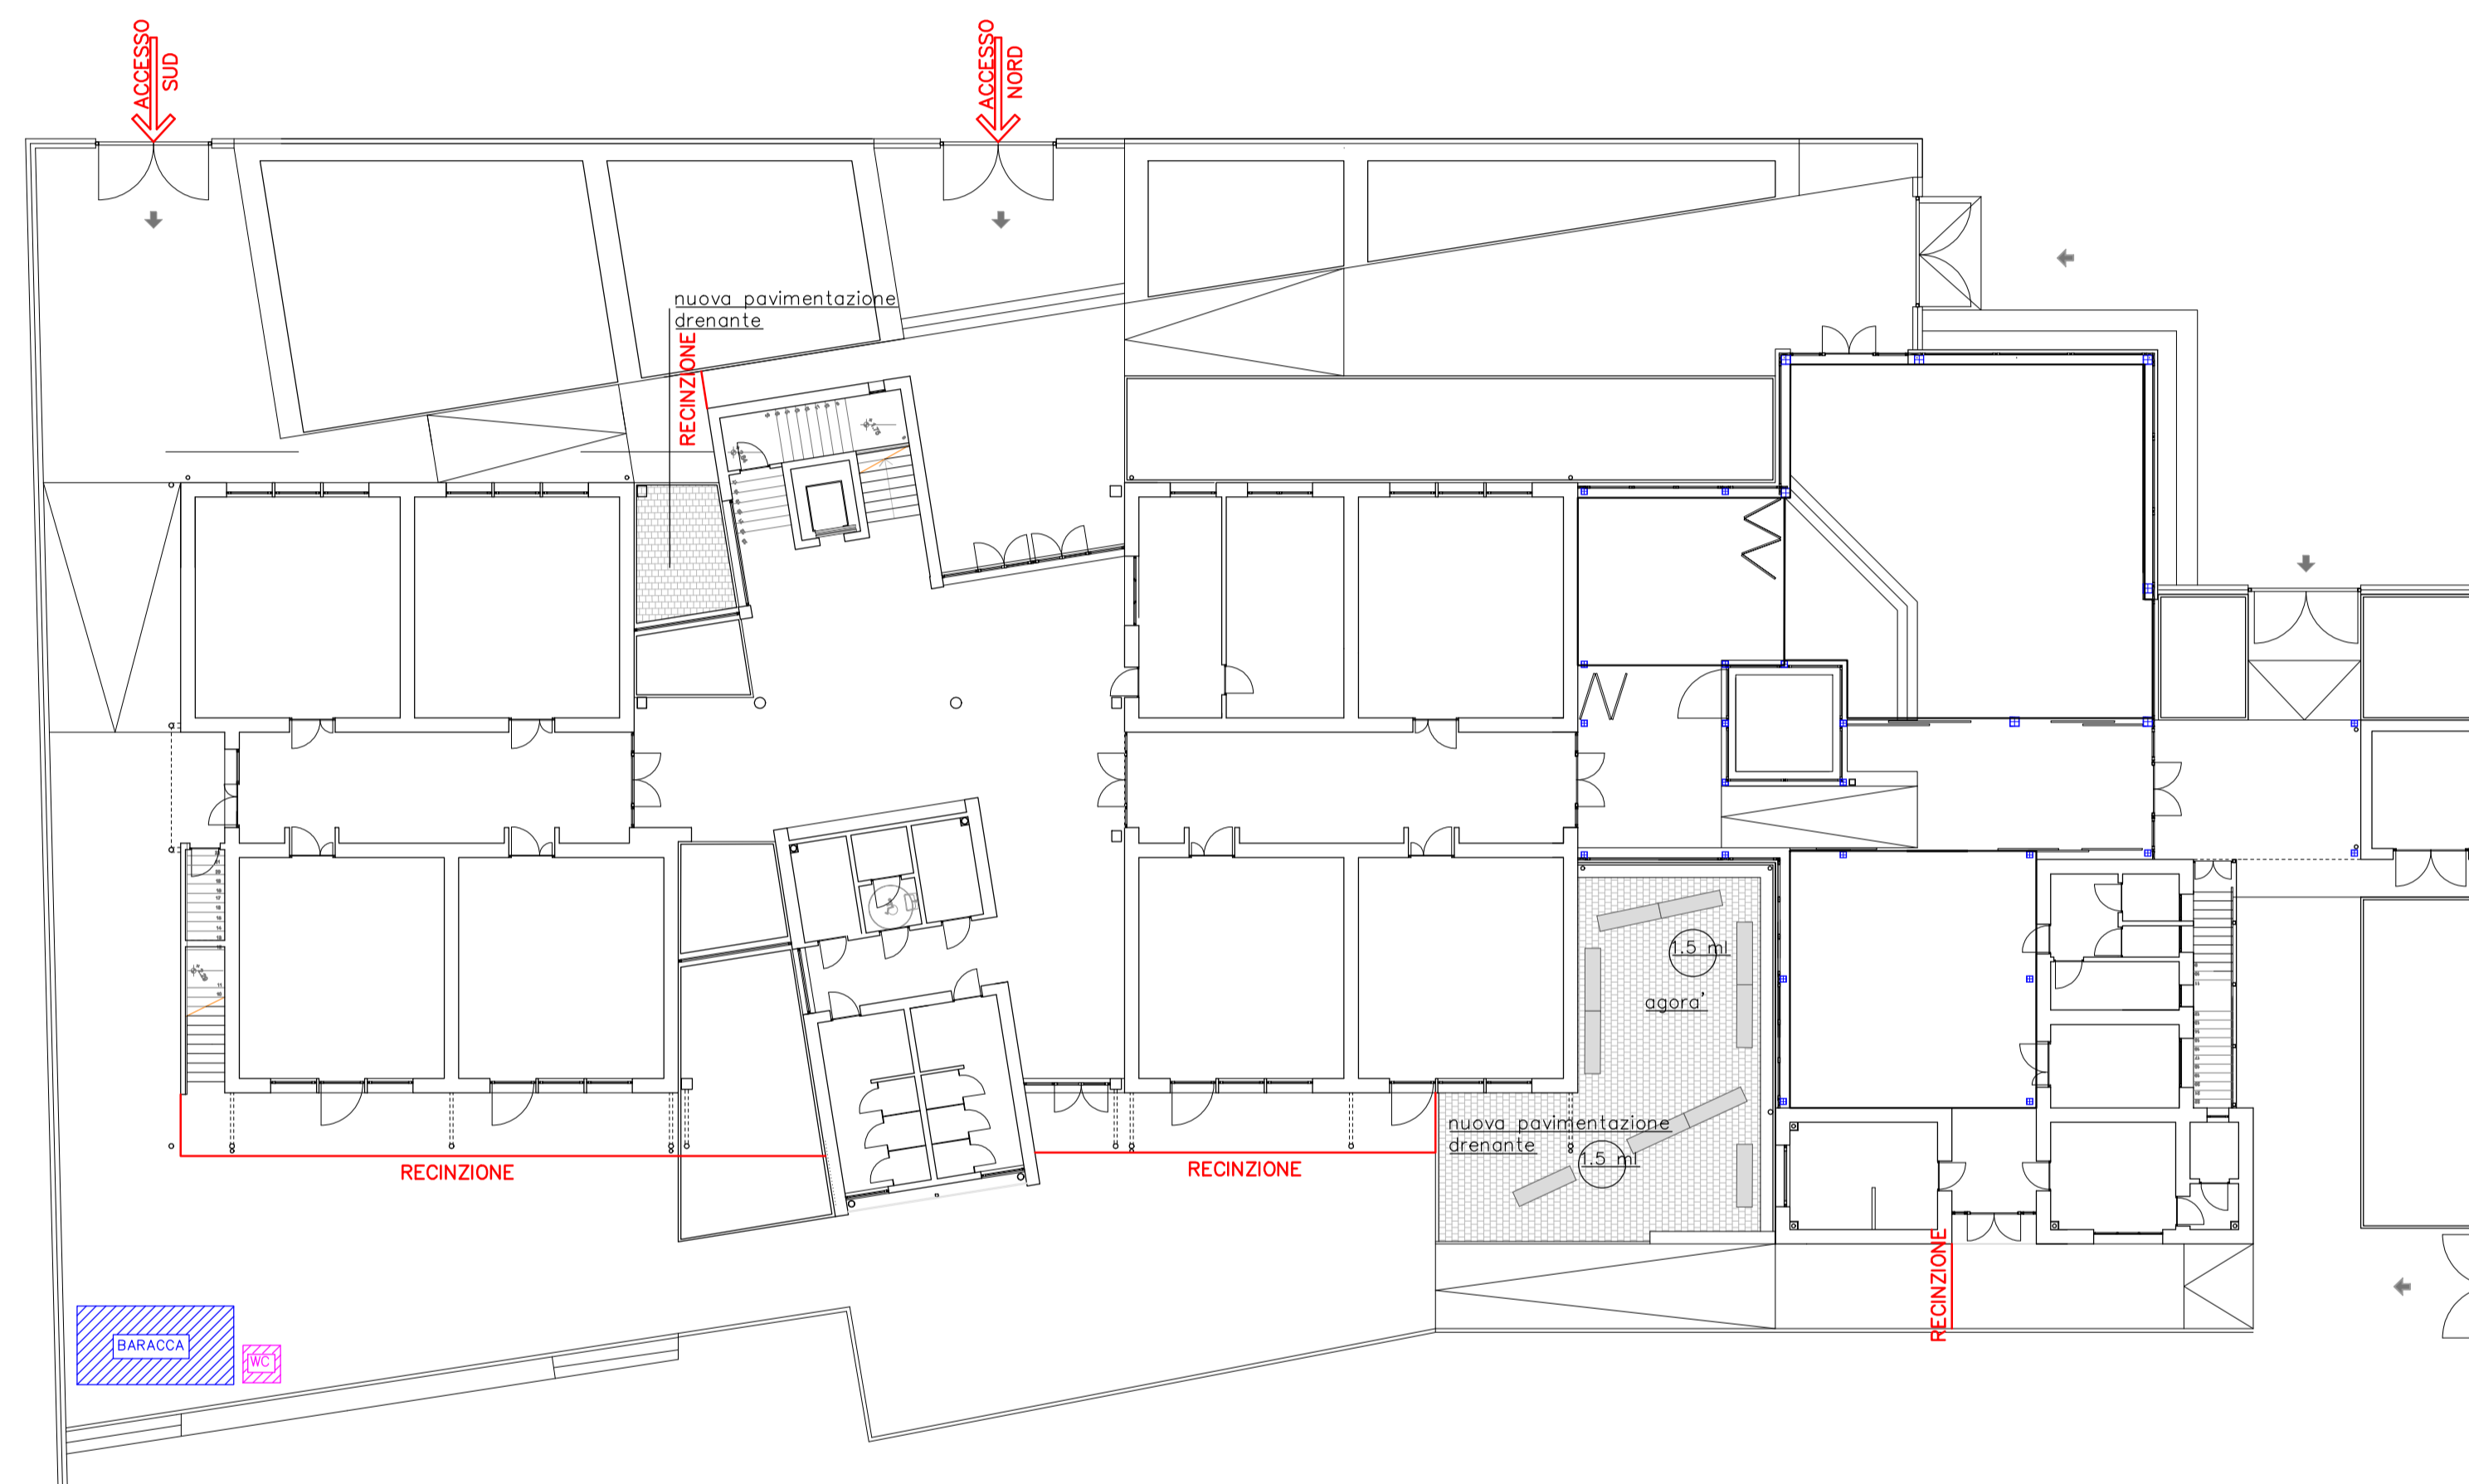 ACCESSO
SUD
ACCESSO
NORD
nuova pavimentazione
drenante
RECINZIONE
1.5 ml
agora'
nuova pavimentazione
drenante
1.5 ml
RECINZIONE
RECINZIONE
RECINZIONE
BARACCA
WC